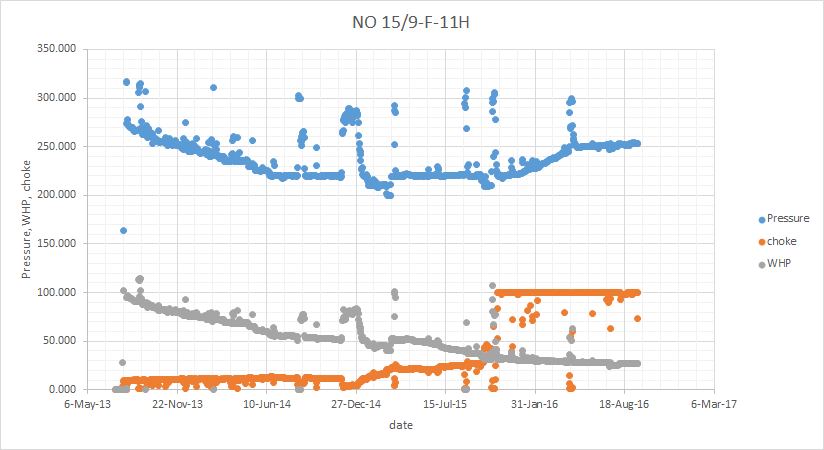 NO 15/9-F-11H
350.000
300.000
250.000
200.000
150.000
100.000
50.000
0.000
Pressure, WHP, choke
6-May-13 22-Nov-13 10-Jun-14 27-Dec-14 15-Jul-15 31-Jan-16 18-Aug-16 6-Mar-17
date
Pressure
choke
WHP